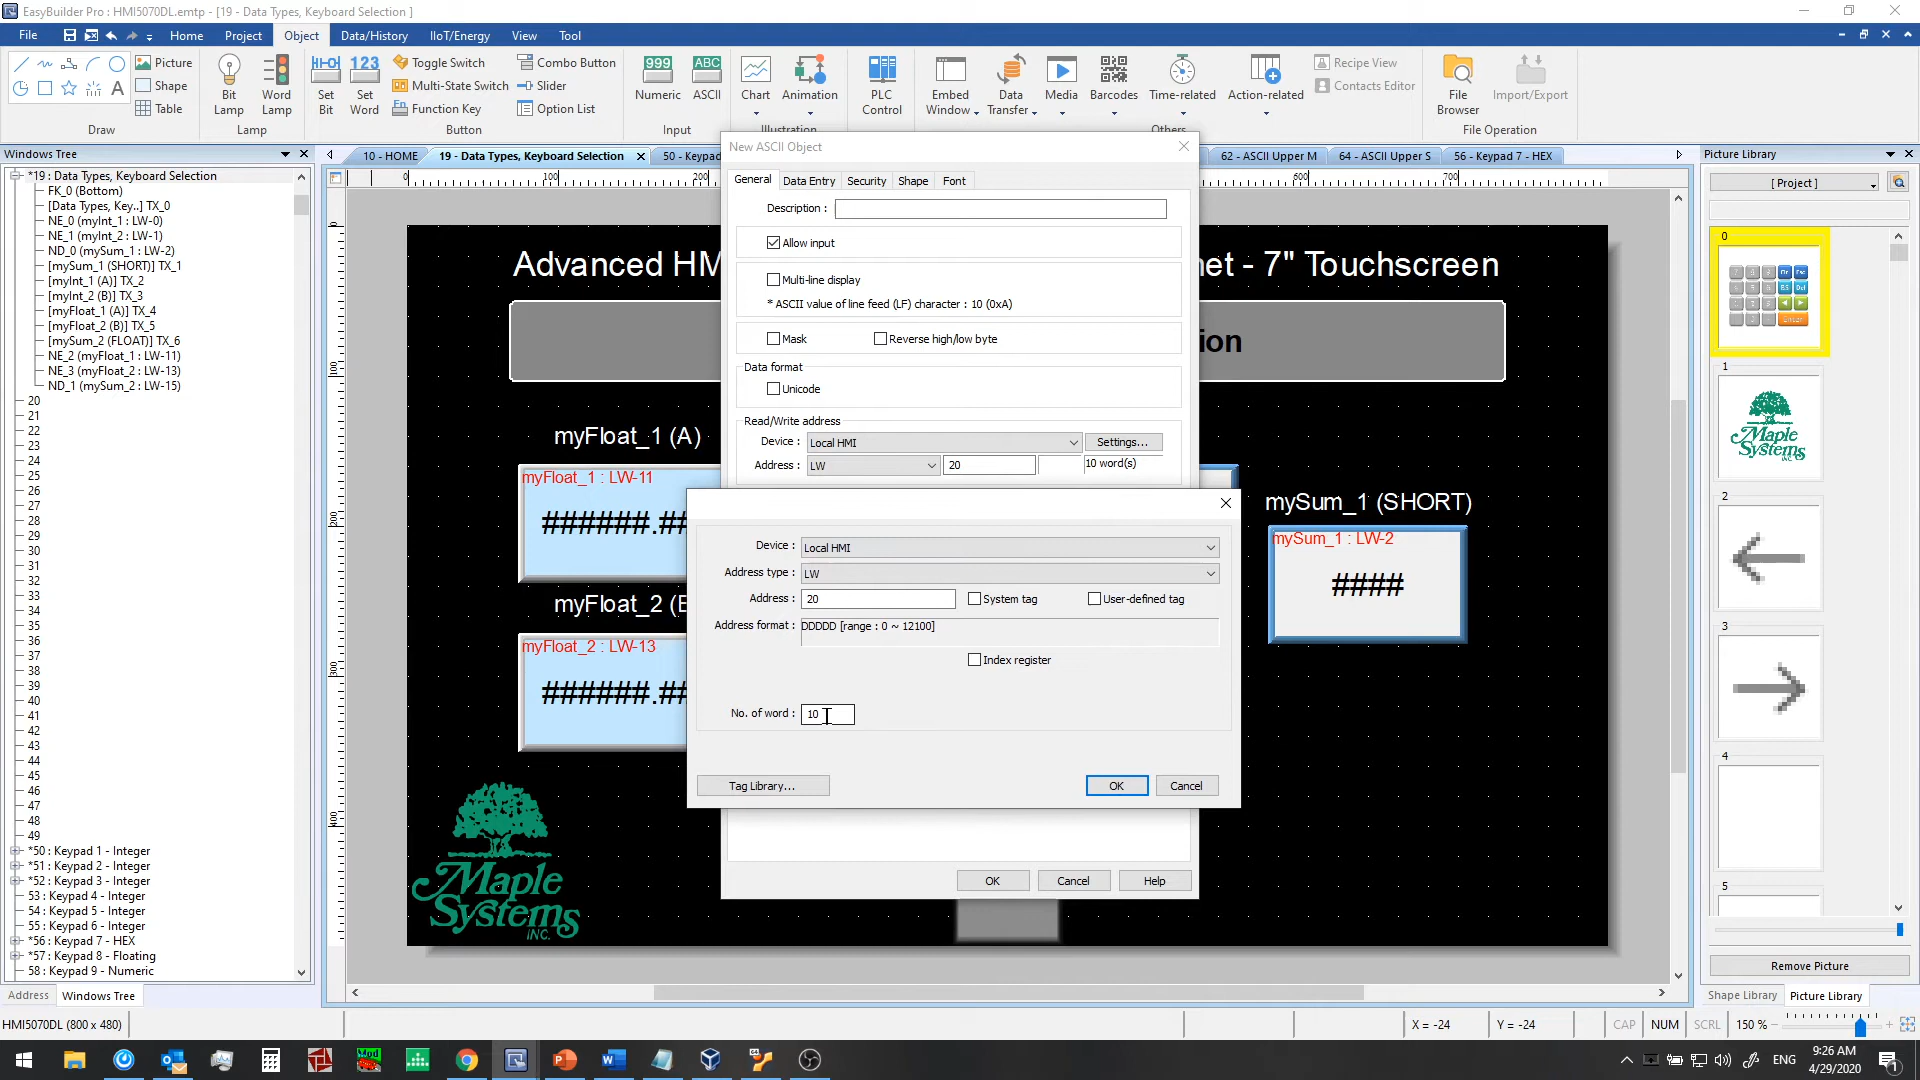 EasyBuilder Pro : HMI5070DL.emtp - [19 - Data Types, Keyboard Selection ]
File
Home
Project
Object
Data/History
IIoT/Energy
View
Tool
Picture
Shape
Table
Draw
Bit Lamp
Word Lamp
Lamp
Set Bit
Set Word
Toggle Switch
Multi-State Switch
Function Key
Combo Button
Slider
Option List
Button
999
Numeric
ABC
ASCII
Input
Chart
Animation
Illustration
PLC Control
Embed Window
Data Transfer
Media
Barcodes
Time-related
Action-related
Recipe View
Contacts Editor
Others
File Browser
Import/Export
File Operation
Windows Tree
*19 : Data Types, Keyboard Selection
FK_0 (Bottom)
[Data Types, Key..] TX_0
NE_0 (myInt_1 : LW-0)
NE_1 (myInt_2 : LW-1)
ND_0 (mySum_1 : LW-2)
[mySum_1 (SHORT)] TX_1
[myInt_1 (A)] TX_2
[myInt_2 (B)] TX_3
[myFloat_1 (A)] TX_4
[myFloat_2 (B)] TX_5
[mySum_2 (FLOAT)] TX_6
NE_2 (myFloat_1 : LW-11)
NE_3 (myFloat_2 : LW-13)
ND_1 (mySum_2 : LW-15)
20
21
22
23
24
25
26
27
28
29
30
31
32
33
34
35
36
37
38
39
40
41
42
43
44
45
46
47
48
49
*50 : Keypad 1 - Integer
*51 : Keypad 2 - Integer
*52 : Keypad 3 - Integer
53 : Keypad 4 - Integer
54 : Keypad 5 - Integer
55 : Keypad 6 - Integer
*56 : Keypad 7 - HEX
*57 : Keypad 8 - Floating
58 : Keypad 9 - Numeric
Address
Windows Tree
10 - HOME
19 - Data Types, Keyboard Selection
50 - Keypad
62 - ASCII Upper M
64 - ASCII Upper S
56 - Keypad 7 - HEX
0
100
200
600
700
0
100
200
300
400
Advanced HM
et - 7" Touchscreen
ion
myFloat_1 (A)
myFloat_1 : LW-11
######.##
myFloat_2 (
myFloat_2 : LW-13
######.##
mySum_1 (SHORT)
mySum_1 : LW-2
####
Maple Systems INC.
New ASCII Object
General
Data Entry
Security
Shape
Font
Description :
Allow input
Multi-line display
* ASCII value of line feed (LF) character : 10 (0xA)
Mask
Reverse high/low byte
Data format
Unicode
Read/Write address
Device : Local HMI
Settings...
Address : LW
20
10 word(s)
OK
Cancel
Help
Device : Local HMI
Address type : LW
Address : 20
System tag
User-defined tag
Address format : DDDDD [range : 0 ~ 12100]
Index register
No. of word : 10
Tag Library...
OK
Cancel
Picture Library
[ Project ]
0
1
Maple Systems
2
3
4
5
Remove Picture
Shape Library
Picture Library
HMI5070DL (800 x 480)
X = -24
Y = -24
CAP
NUM
SCRL
150 %
ENG
9:26 AM
4/29/2020